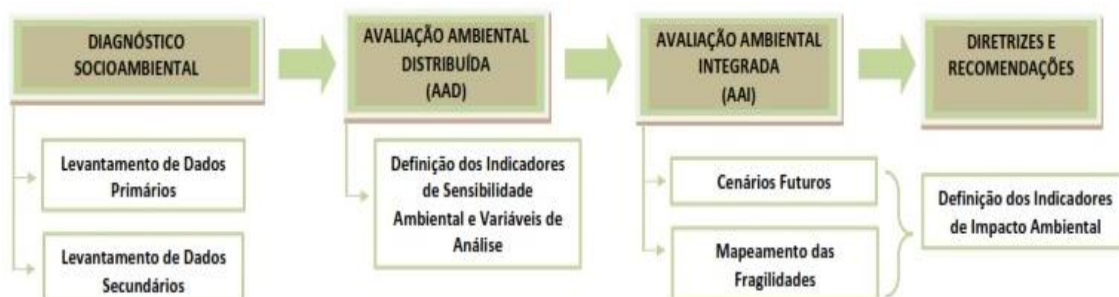 DIAGNÓSTICO
SOCIOAMBIENTAL
AVALIAÇÃO AMBIENTAL
DISTRIBUÍDA
(AAD)
AVALIAÇÃO AMBIENTAL
INTEGRADA
(AAI)
DIRETRIZES E
RECOMENDAÇÕES
Levantamento de Dados
Primários
Levantamento de Dados
Secundários
Definição dos Indicadores
de Sensibilidade
Ambiental e Variáveis de
Análise
Cenários Futuros
Mapeamento das
Fragilidades
Definição dos Indicadores
de Impacto Ambiental